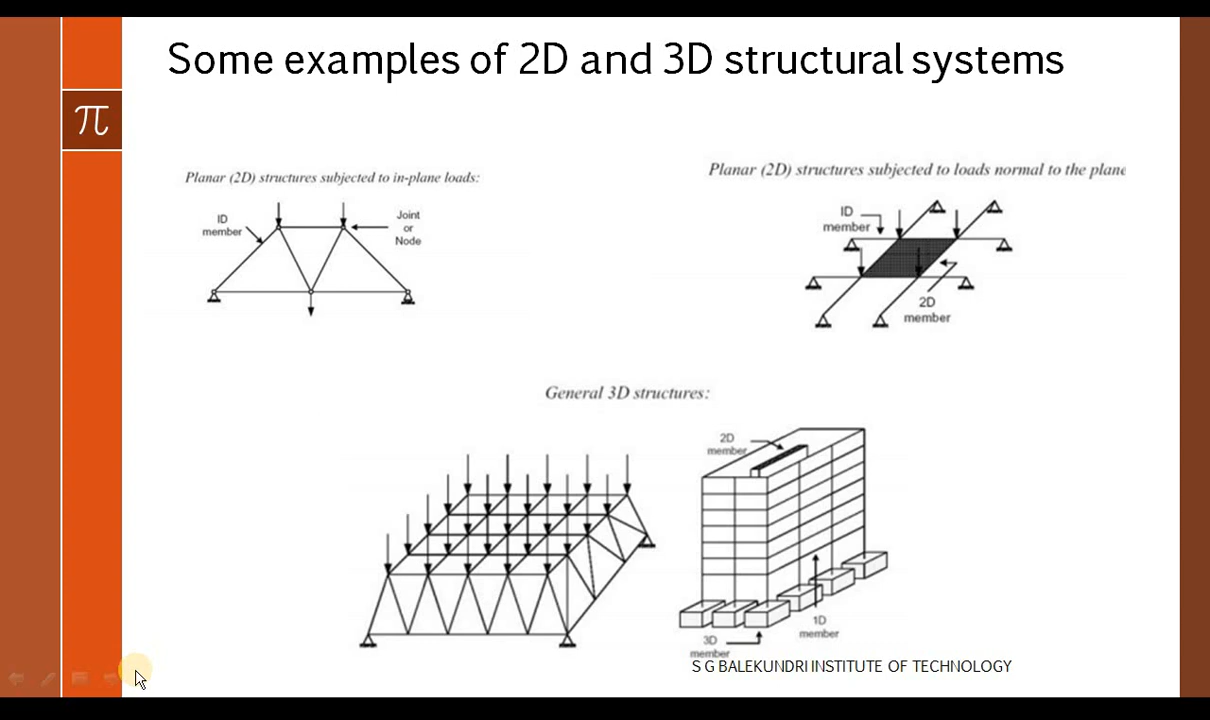 Some examples of 2D and 3D structural systems
π
Planar (2D) structures subjected to in-plane loads:
1D
member
Joint
or
Node
Planar (2D) structures subjected to loads normal to the plane
1D
member
2D
member
General 3D structures:
2D
member
1D
member
3D
member
S G BALEKUNDRI INSTITUTE OF TECHNOLOGY